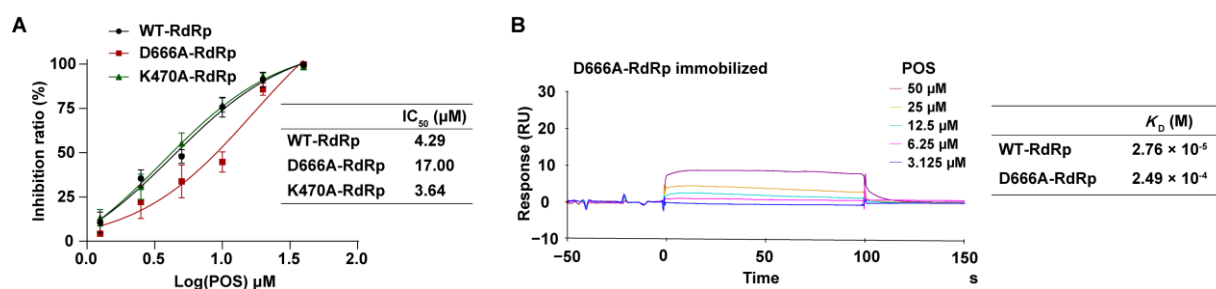 A
WT-RdRp
D666A-RdRp
K470A-RdRp
Inhibition ratio (%)
100
75
50
25
0
0.0 0.5 1.0 1.5 2.0
Log(POS) µM
IC50 (µM)
WT-RdRp 4.29
D666A-RdRp 17.00
K470A-RdRp 3.64
B
D666A-RdRp immobilized
POS
50 µM
25 µM
12.5 µM
6.25 µM
3.125 µM
Response (RU)
30
20
10
0
−10
−50 0 50 100 150
Time s
KD (M)
WT-RdRp 2.76 × 10-5
D666A-RdRp 2.49 × 10-4